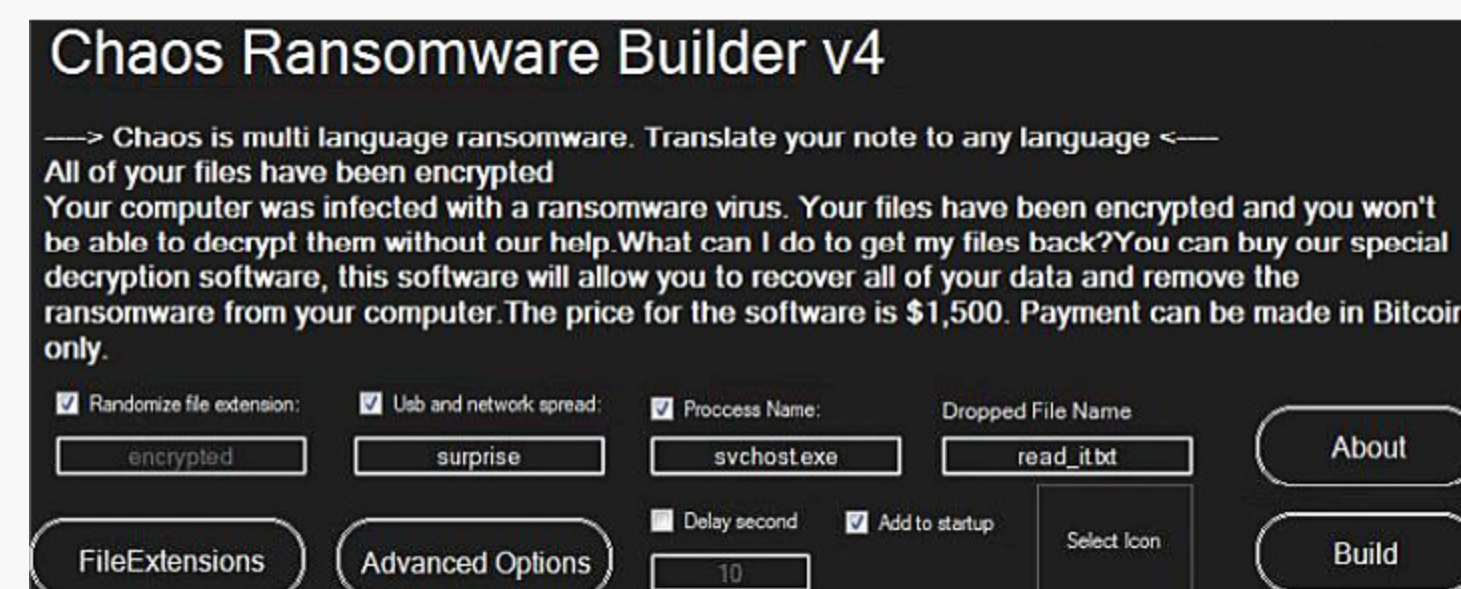 Chaos Ransomware Builder v4
----> Chaos is multi language ransomware. Translate your note to any language <----
All of your files have been encrypted
Your computer was infected with a ransomware virus. Your files have been encrypted and you won't
be able to decrypt them without our help.What can I do to get my files back?You can buy our special
decryption software, this software will allow you to recover all of your data and remove the
ransomware from your computer.The price for the software is $1,500. Payment can be made in Bitcoin
only.
Randomize file extension: Usb and network spread: Proccess Name: Dropped File Name
encrypted surprise svchost.exe read_it.txt About
Delay second Add to startup
FileExtensions Advanced Options 10 Select Icon Build